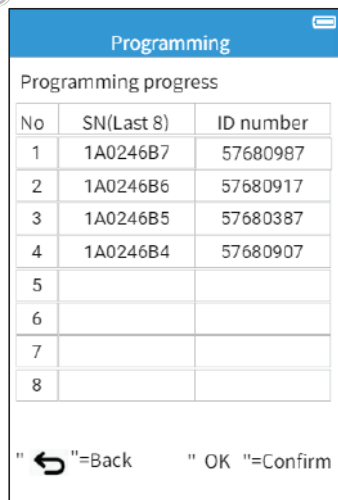 Programming
Programming progress
No SN(Last 8) ID number
1 1A0246B7 57680987
2 1A0246B6 57680917
3 1A0246B5 57680387
4 1A0246B4 57680907
5
6
7
8
" "=Back " OK "=Confirm